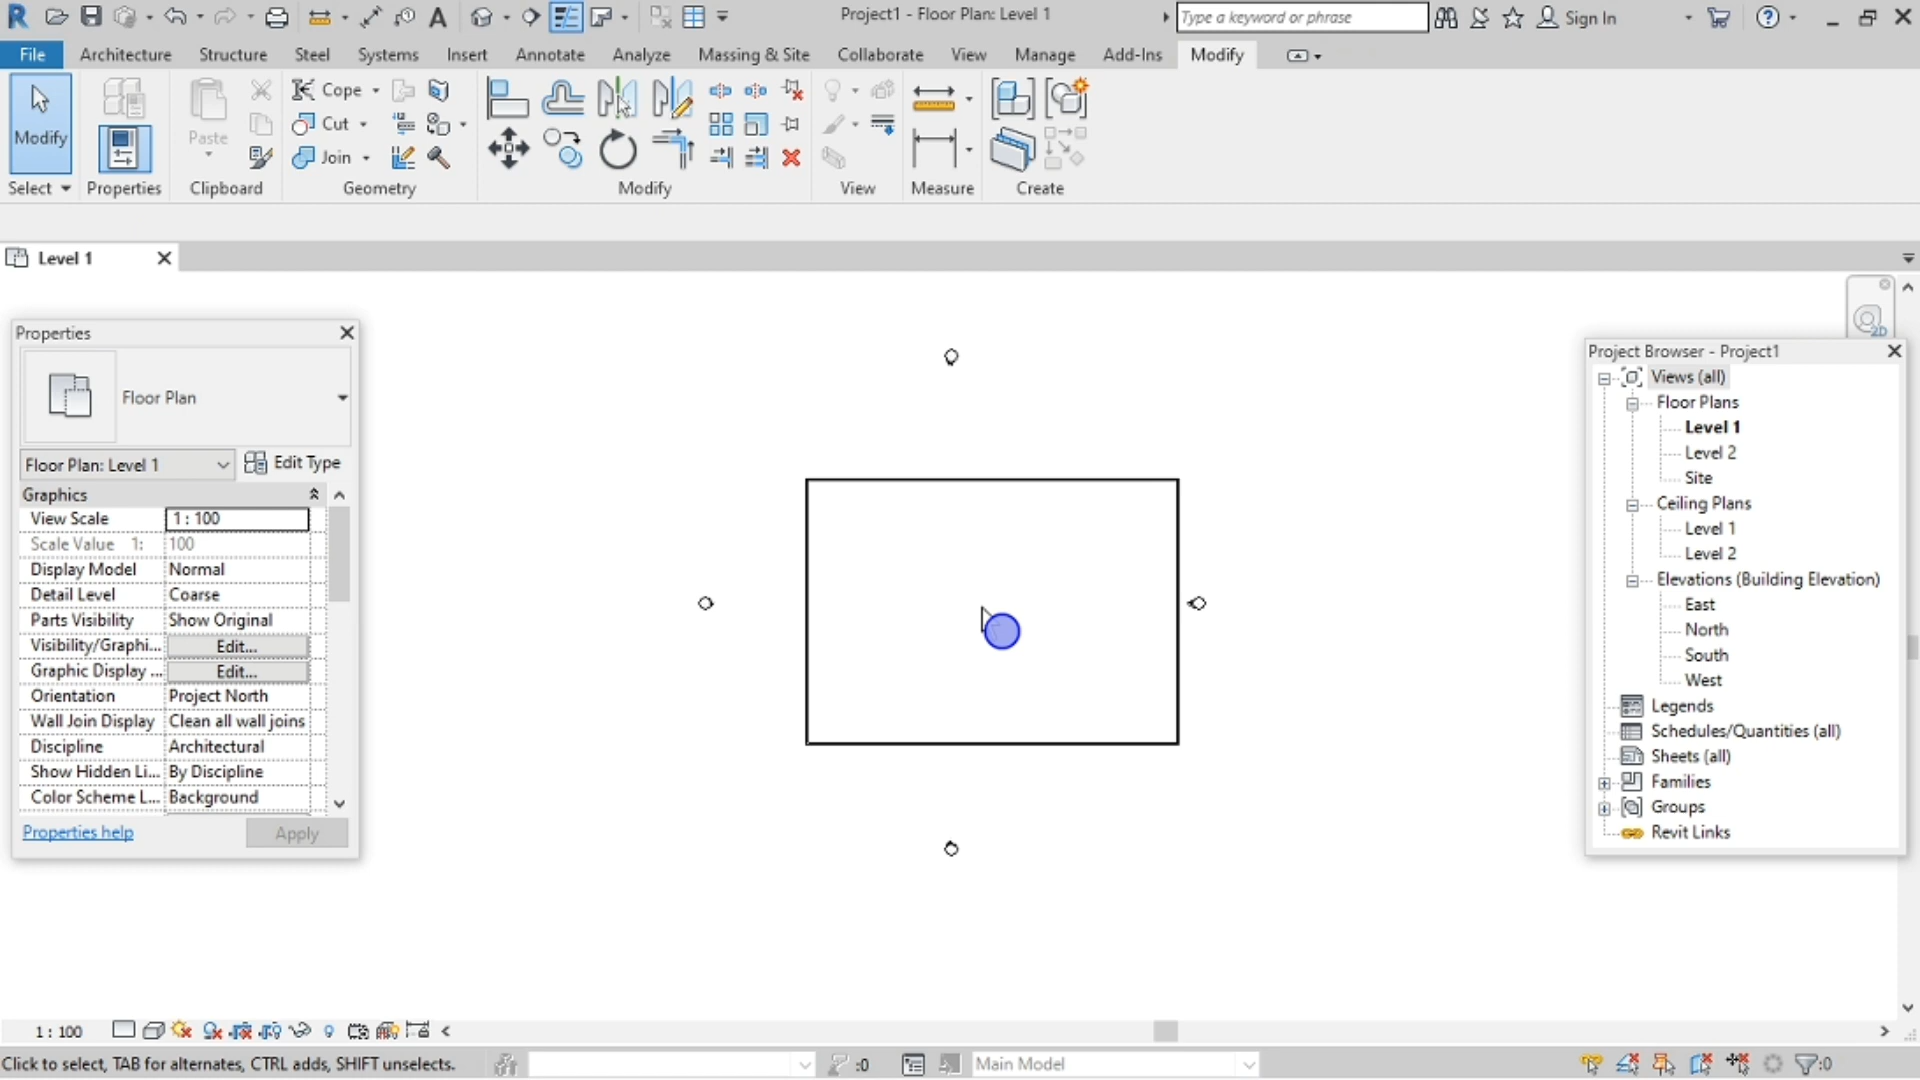 Project1 - Floor Plan: Level 1
Type a keyword or phrase
Sign In
File Architecture Structure Steel Systems Insert Annotate Analyze Massing & Site Collaborate View Manage Add-Ins Modify
Modify
Paste
Cope
Cut
Join
Select Properties Clipboard Geometry Modify View Measure Create
Level 1
2D
Properties
Floor Plan
Floor Plan: Level 1 Edit Type
Graphics
View Scale 1 : 100
Scale Value 1: 100
Display Model Normal
Detail Level Coarse
Parts Visibility Show Original
Visibility/Graphi... Edit...
Graphic Display ... Edit...
Orientation Project North
Wall Join Display Clean all wall joins
Discipline Architectural
Show Hidden Li... By Discipline
Color Scheme L... Background
Properties help Apply
Project Browser - Project1
Views (all)
Floor Plans
Level 1
Level 2
Site
Ceiling Plans
Level 1
Level 2
Elevations (Building Elevation)
East
North
South
West
Legends
Schedules/Quantities (all)
Sheets (all)
Families
Groups
Revit Links
1 : 100
Click to select, TAB for alternates, CTRL adds, SHIFT unselects. :0 Main Model :0